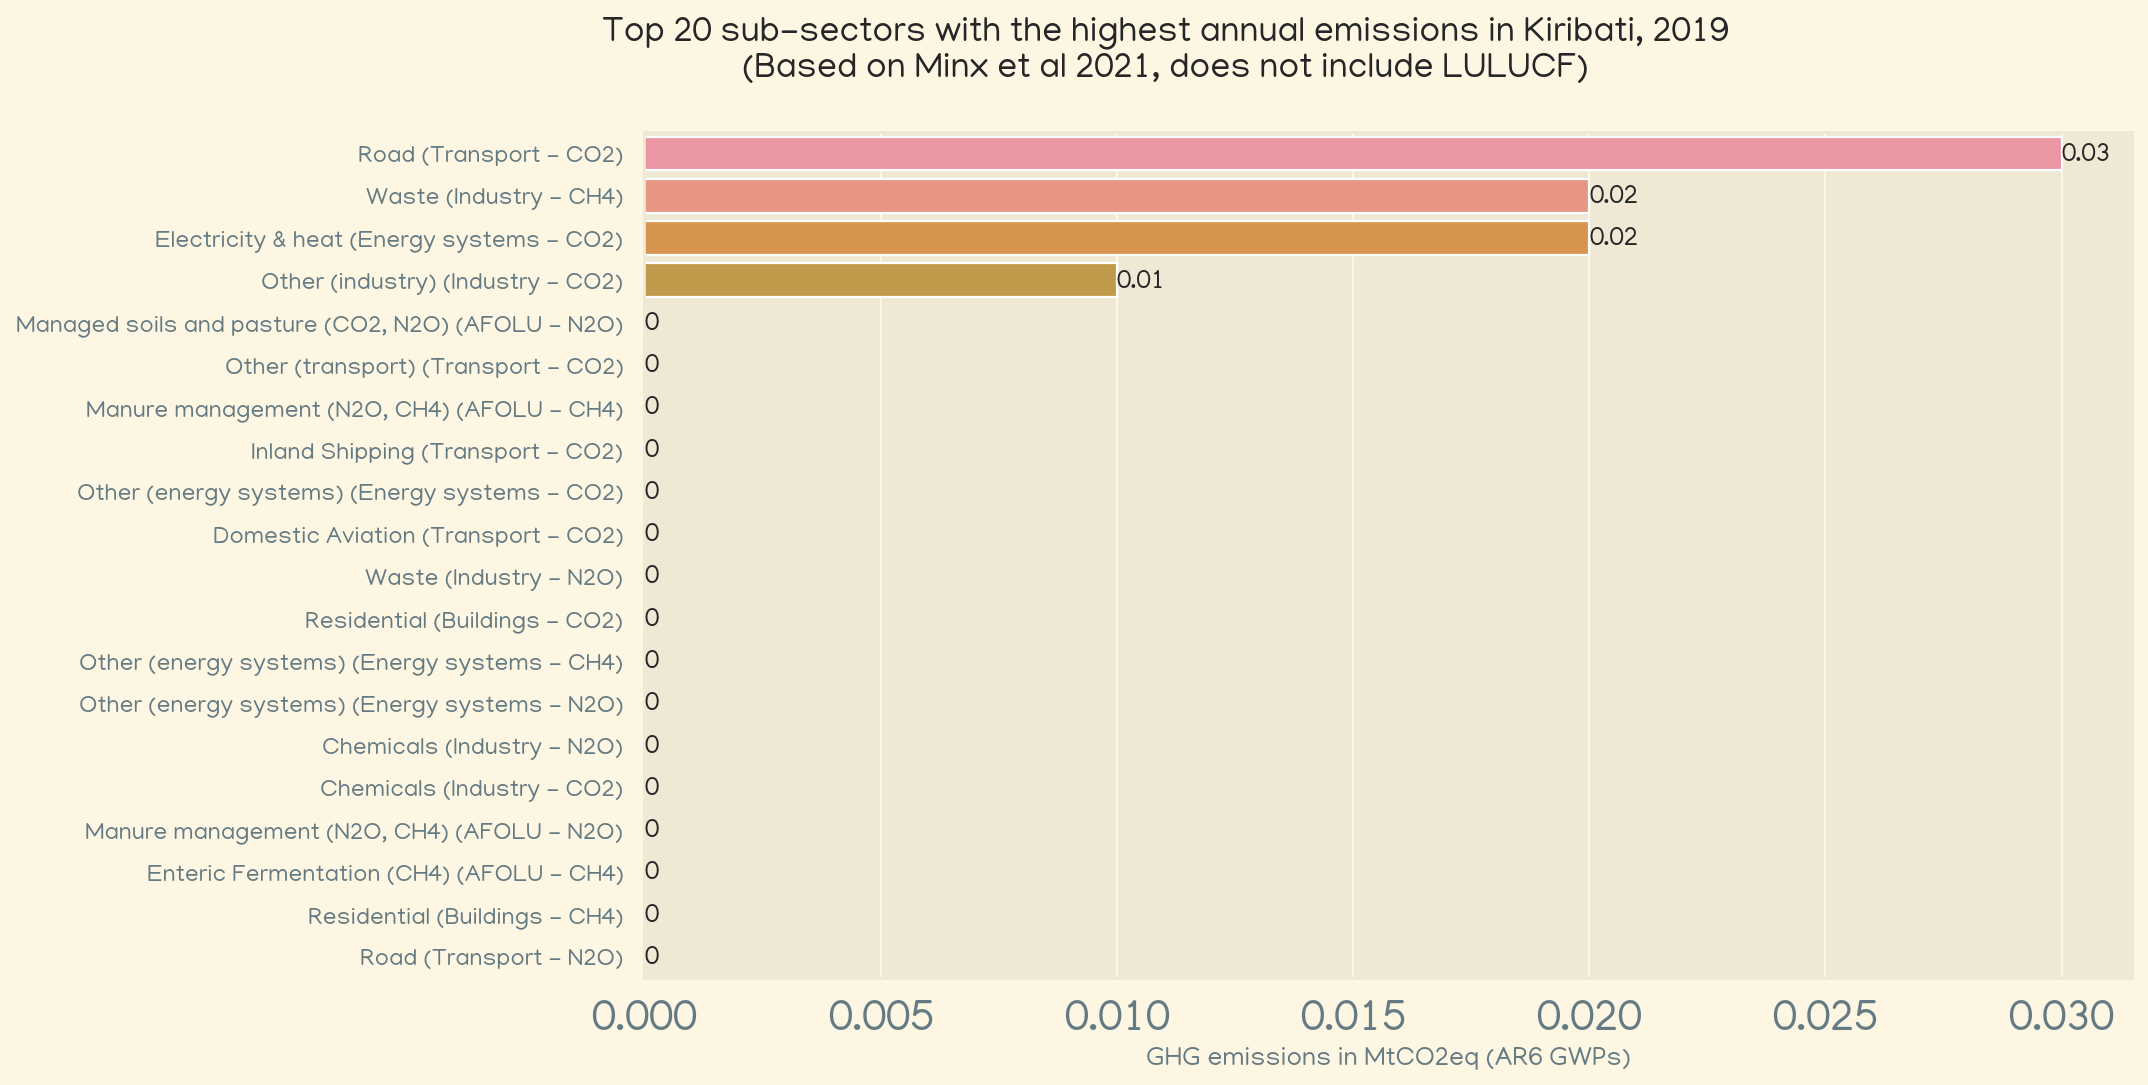 Top 20 sub-sectors with the highest annual emissions in Kiribati, 2019
(Based on Minx et al 2021, does not include LULUCF)
Road (Transport - CO2) 0.03
Waste (Industry - CH4) 0.02
Electricity & heat (Energy systems - CO2) 0.02
Other (industry) (Industry - CO2) 0.01
Managed soils and pasture (CO2, N2O) (AFOLU - N2O) 0
Other (transport) (Transport - CO2) 0
Manure management (N2O, CH4) (AFOLU - CH4) 0
Inland Shipping (Transport - CO2) 0
Other (energy systems) (Energy systems - CO2) 0
Domestic Aviation (Transport - CO2) 0
Waste (Industry - N2O) 0
Residential (Buildings - CO2) 0
Other (energy systems) (Energy systems - CH4) 0
Other (energy systems) (Energy systems - N2O) 0
Chemicals (Industry - N2O) 0
Chemicals (Industry - CO2) 0
Manure management (N2O, CH4) (AFOLU - N2O) 0
Enteric Fermentation (CH4) (AFOLU - CH4) 0
Residential (Buildings - CH4) 0
Road (Transport - N2O) 0
0.000 0.005 0.010 0.015 0.020 0.025 0.030
GHG emissions in MtCO2eq (AR6 GWPs)